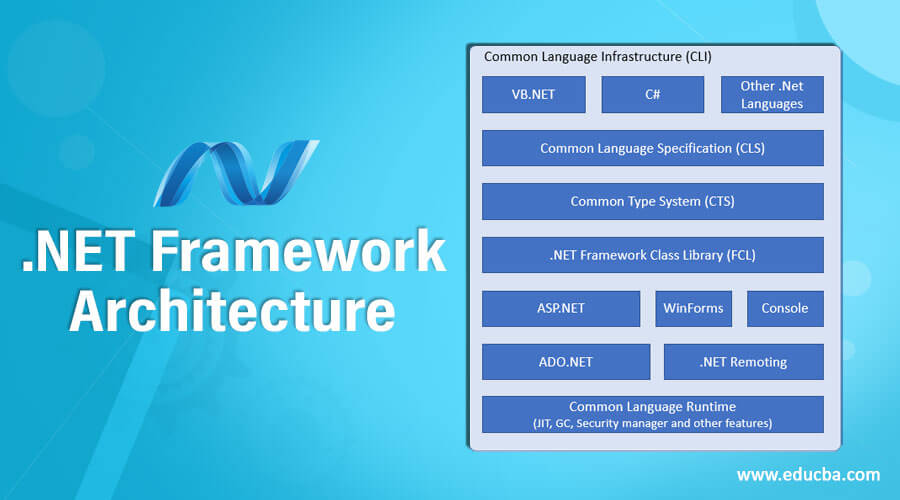 .NET Framework
Architecture
Common Language Infrastructure (CLI)
VB.NET
C#
Other .Net
Languages
Common Language Specification (CLS)
Common Type System (CTS)
.NET Framework Class Library (FCL)
ASP.NET
WinForms
Console
ADO.NET
.NET Remoting
Common Language Runtime
(JIT, GC, Security manager and other features)
www.educba.com